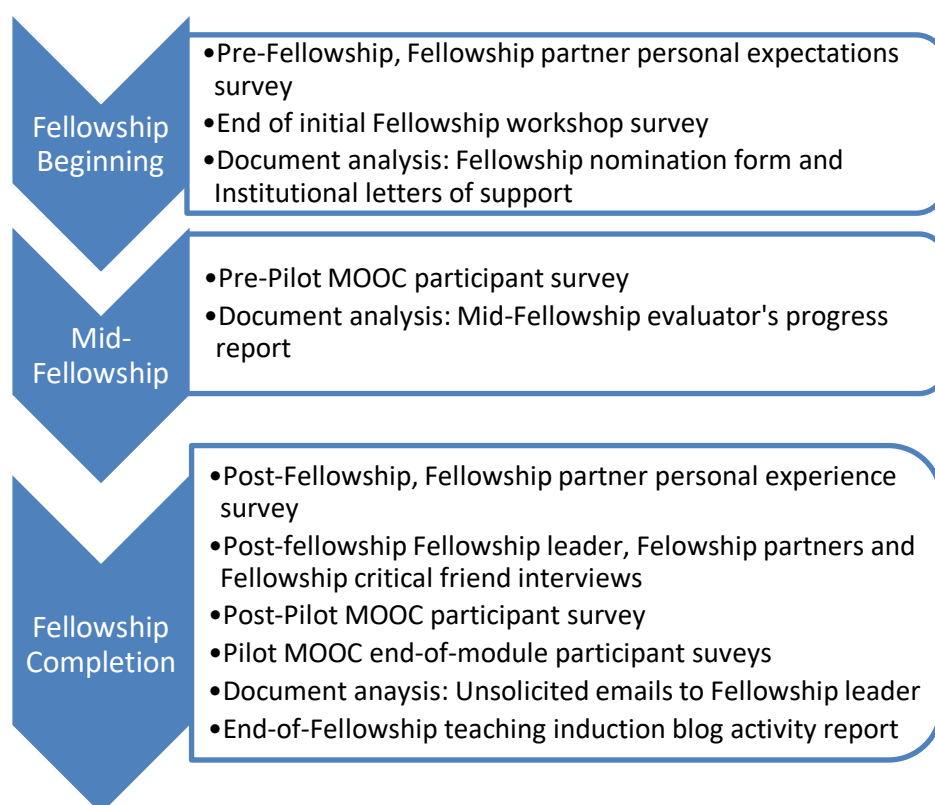 Fellowship
Beginning
•Pre-Fellowship, Fellowship partner personal expectations
survey
•End of initial Fellowship workshop survey
•Document analysis: Fellowship nomination form and
Institutional letters of support
Mid-
Fellowship
•Pre-Pilot MOOC participant survey
•Document analysis: Mid-Fellowship evaluator's progress
report
Fellowship
Completion
•Post-Fellowship, Fellowship partner personal experience
survey
•Post-fellowship Fellowship leader, Felowship partners and
Fellowship critical friend interviews
•Post-Pilot MOOC participant survey
•Pilot MOOC end-of-module participant suveys
•Document anaysis: Unsolicited emails to Fellowship leader
•End-of-Fellowship teaching induction blog activity report